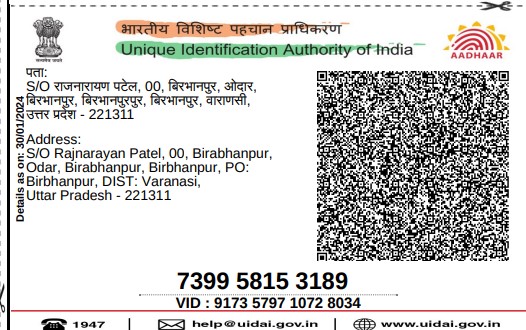 भारतीय विशिष्ट पहचान प्राधिकरण
Unique Identification Authority of India
AADHAAR
पता:
S/O राजनारायण पटेल, 00, बिरभानपुर, ओदार,
बिरभानपुर, बिरभानपुरपुर, बिरभानपुर, वाराणसी,
उत्तर प्रदेश - 221311
Address:
S/O Rajnarayan Patel, 00, Birabhanpur,
Odar, Birabhanpur, Birbhanpur, PO:
Birbhanpur, DIST: Varanasi,
Uttar Pradesh - 221311
Details as on: 30/01/2024
7399 5815 3189
VID : 9173 5797 1072 8034
1947
help@uidai.gov.in
www.uidai.gov.in